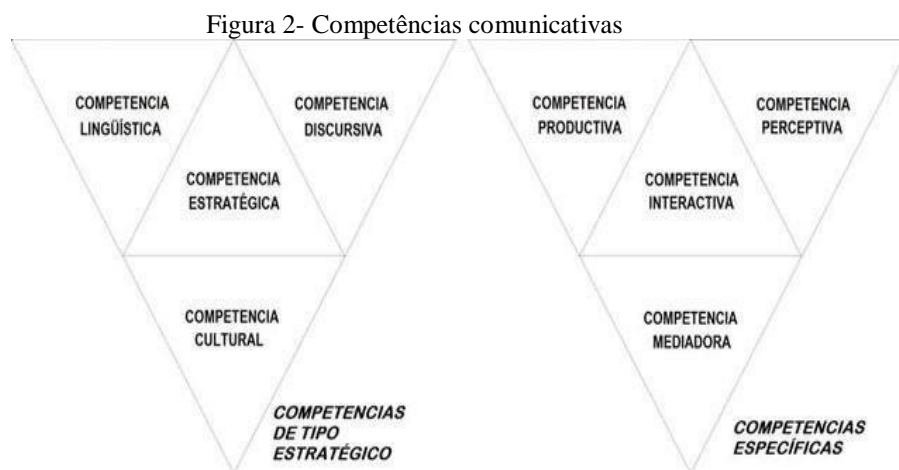 Figura 2- Competências comunicativas
COMPETENCIA
LINGÜÍSTICA
COMPETENCIA
DISCURSIVA
COMPETENCIA
ESTRATÉGICA
COMPETENCIA
CULTURAL
COMPETENCIAS
DE TIPO
ESTRATÉGICO
COMPETENCIA
PRODUCTIVA
COMPETENCIA
PERCEPTIVA
COMPETENCIA
INTERACTIVA
COMPETENCIA
MEDIADORA
COMPETENCIAS
ESPECÍFICAS